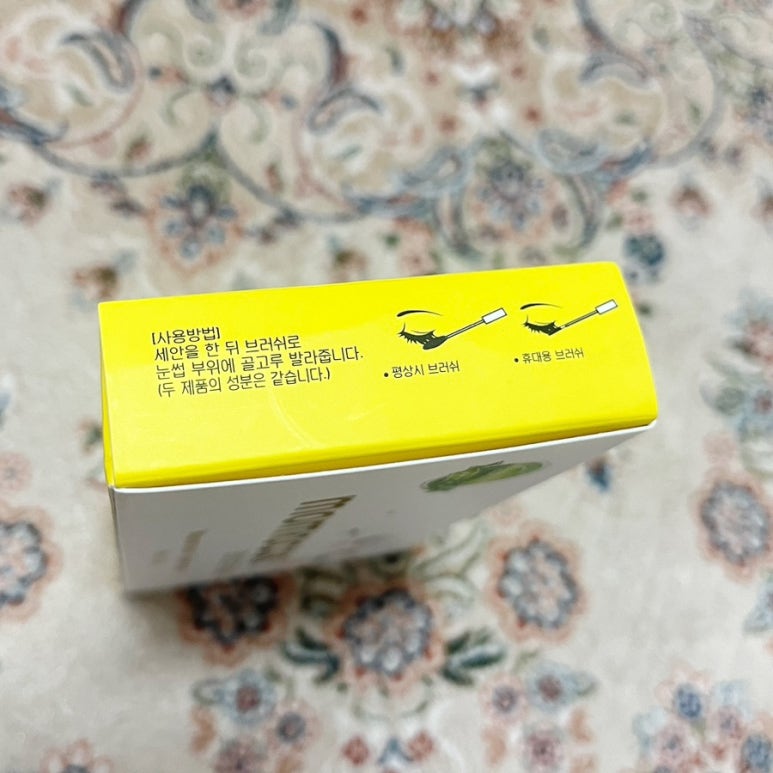 [사용방법]
세안을 한 뒤 브러쉬로
눈썹 부위에 골고루 발라줍니다.
(두 제품의 성분은 같습니다.)
• 평상시 브러쉬
• 휴대용 브러쉬